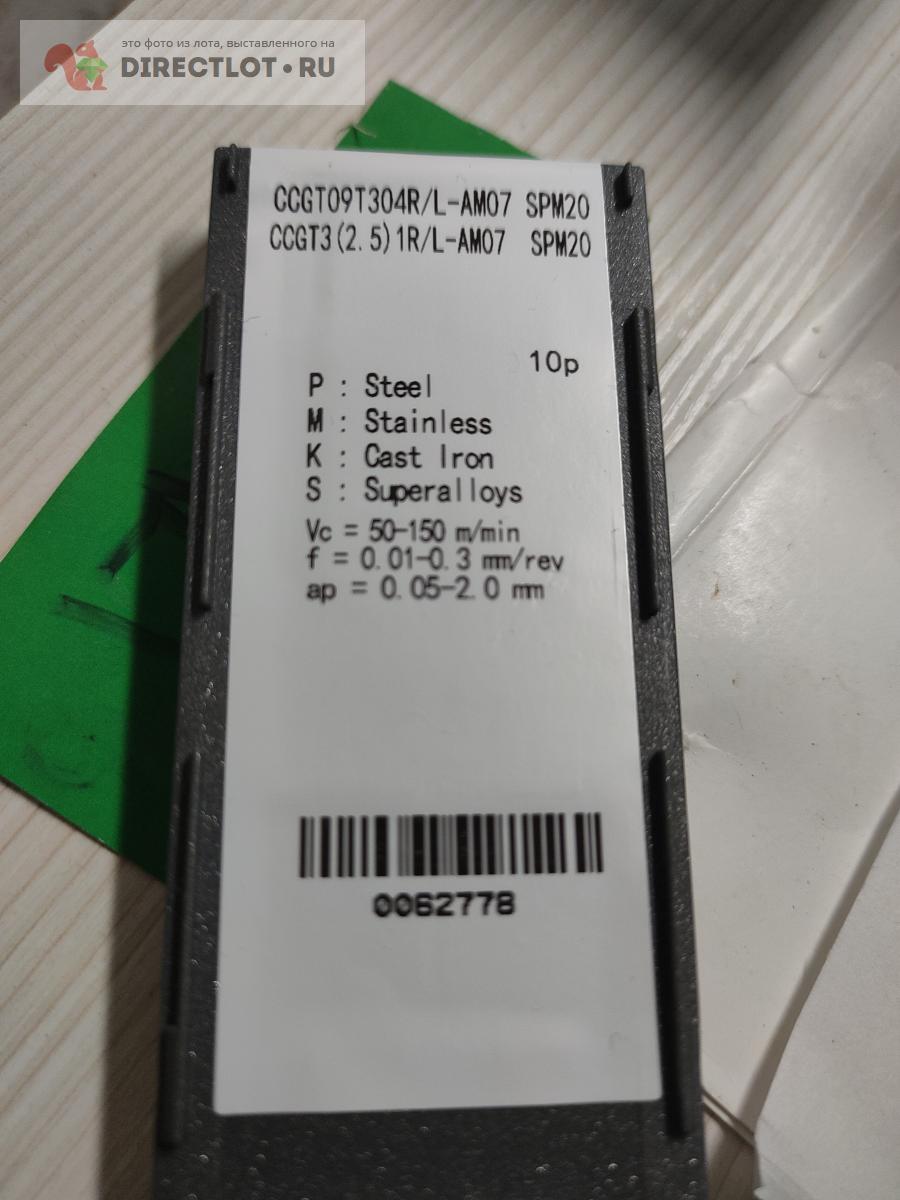 это фото из лота, выставленного на
DIRECTLOT•RU
CCGT09T304R/L-AM07 SPM20
CCGT3(2.5)1R/L-AM07 SPM20
10p
P : Steel
M : Stainless
K : Cast Iron
S : Superalloys
Vc = 50-150 m/min
f = 0.01-0.3 mm/rev
ap = 0.05-2.0 mm
0062778